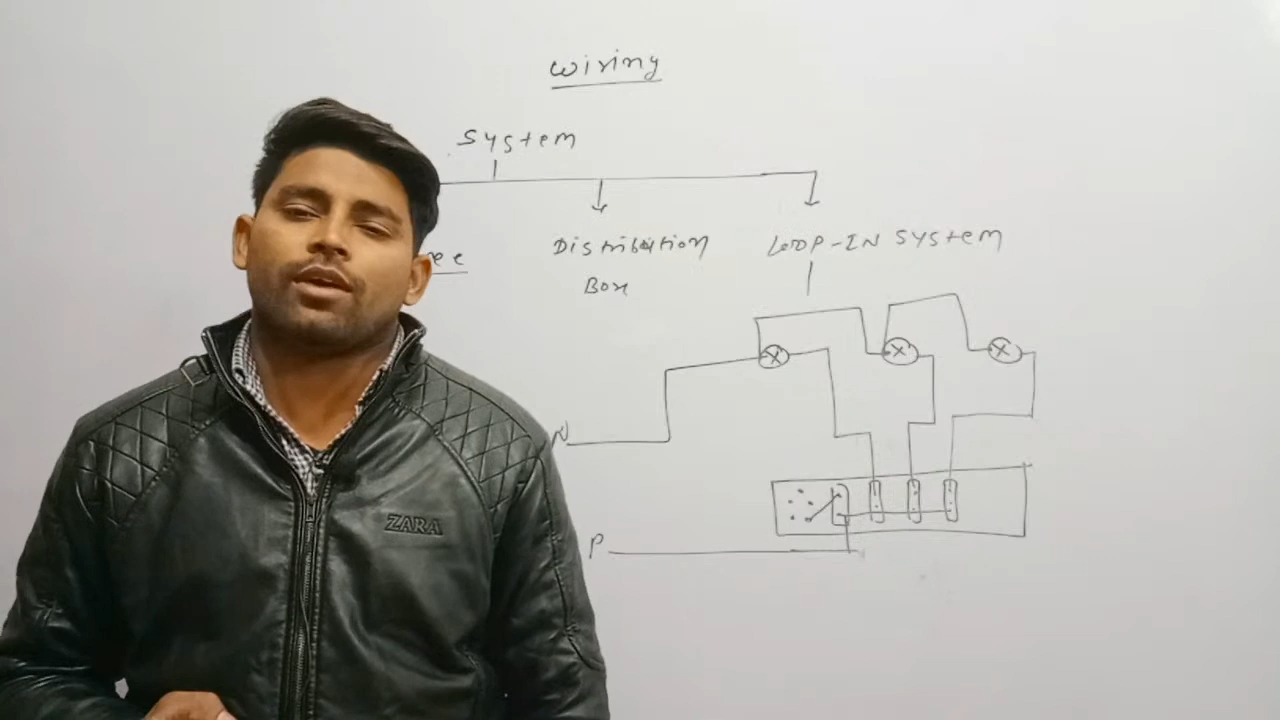 Wiring
System
Distribution
Box
LOOP-IN System
N
P
ZARA